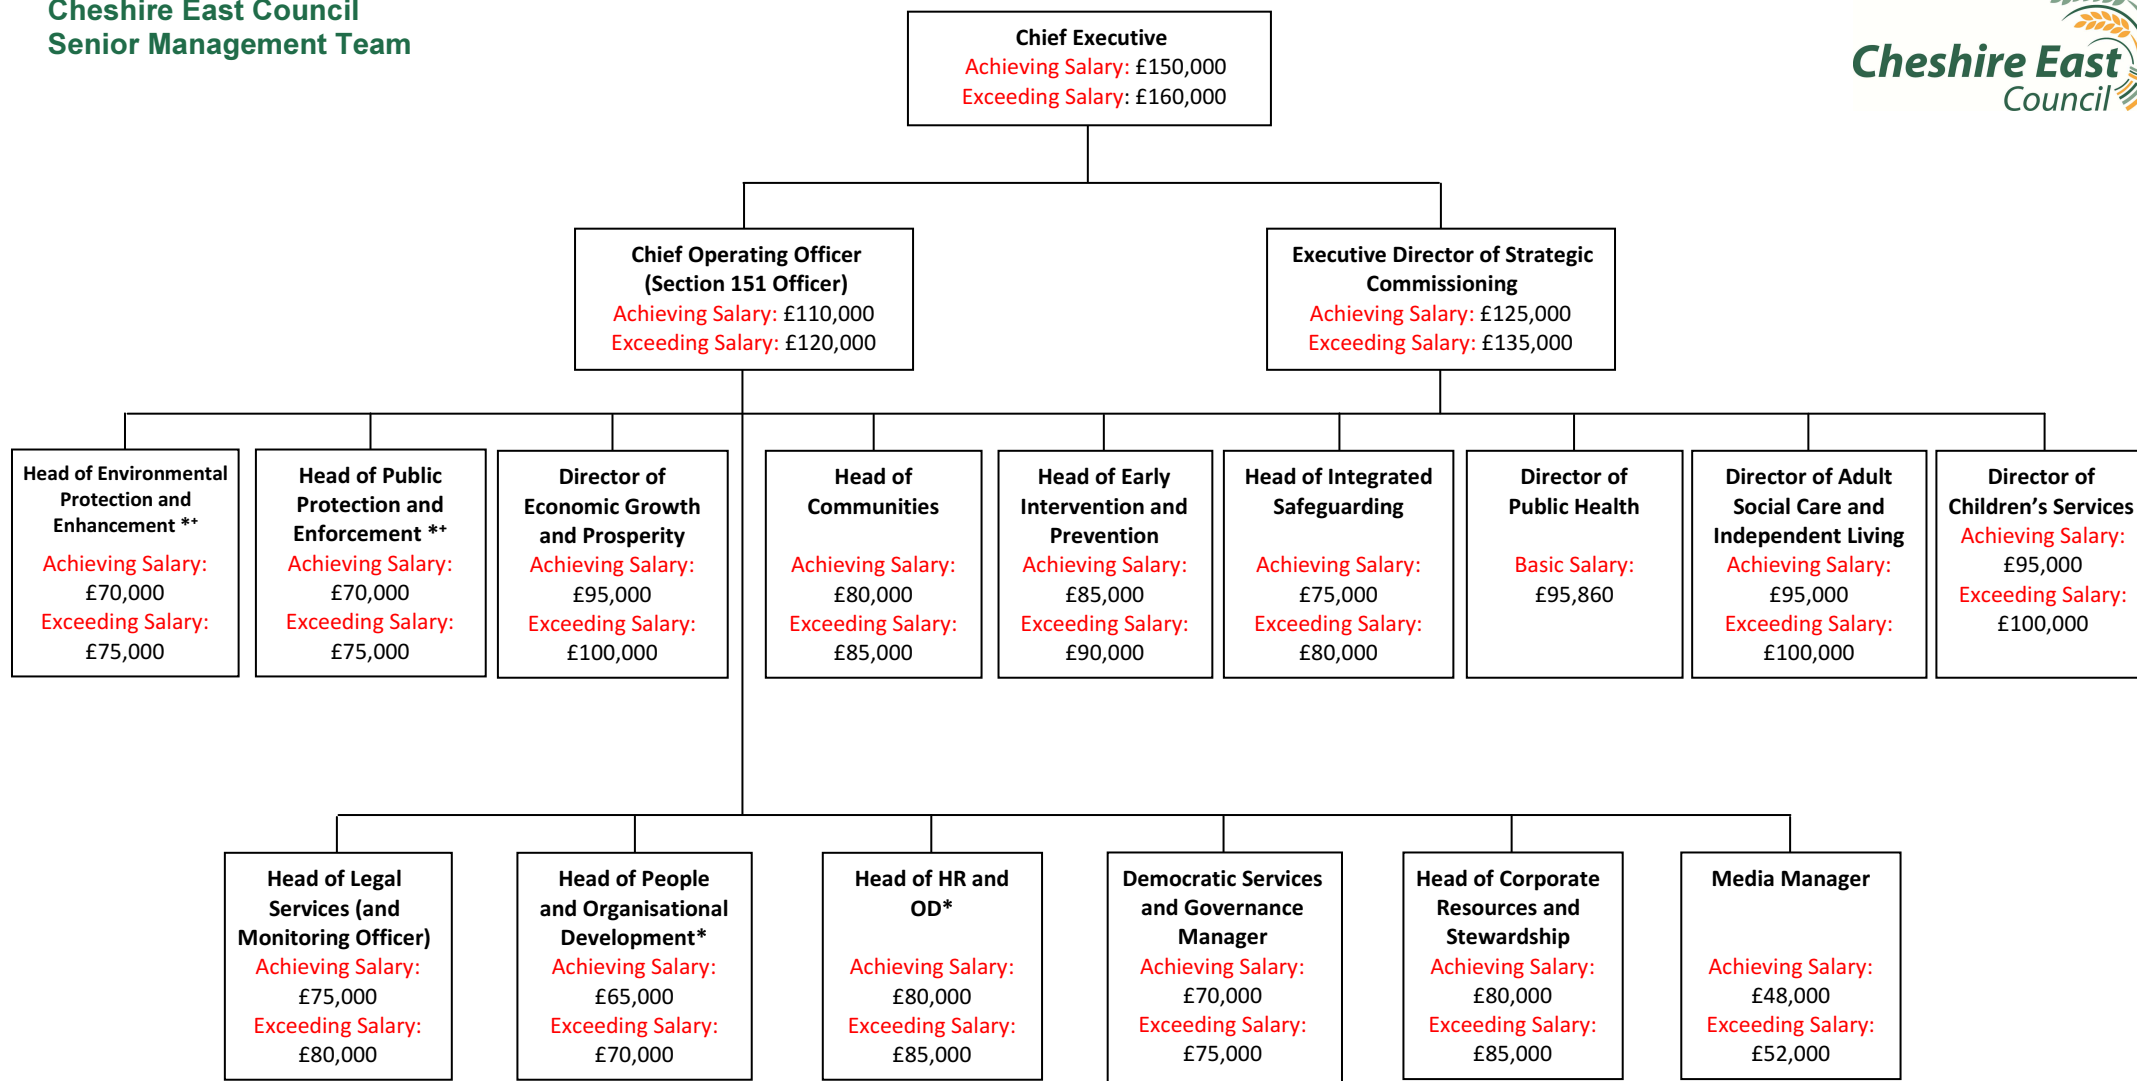 Cheshire East Council
Senior Management Team
Cheshire East
Council
Chief Executive
Achieving Salary: £150,000
Exceeding Salary: £160,000
Chief Operating Officer
(Section 151 Officer)
Achieving Salary: £110,000
Exceeding Salary: £120,000
Executive Director of Strategic
Commissioning
Achieving Salary: £125,000
Exceeding Salary: £135,000
Head of Environmental
Protection and
Enhancement *⁺
Achieving Salary:
£70,000
Exceeding Salary:
£75,000
Head of Public
Protection and
Enforcement *⁺
Achieving Salary:
£70,000
Exceeding Salary:
£75,000
Director of
Economic Growth
and Prosperity
Achieving Salary:
£95,000
Exceeding Salary:
£100,000
Head of
Communities
Achieving Salary:
£80,000
Exceeding Salary:
£85,000
Head of Early
Intervention and
Prevention
Achieving Salary:
£85,000
Exceeding Salary:
£90,000
Head of Integrated
Safeguarding
Achieving Salary:
£75,000
Exceeding Salary:
£80,000
Director of
Public Health
Basic Salary:
£95,860
Director of Adult
Social Care and
Independent Living
Achieving Salary:
£95,000
Exceeding Salary:
£100,000
Director of
Children’s Services
Achieving Salary:
£95,000
Exceeding Salary:
£100,000
Head of Legal
Services (and
Monitoring Officer)
Achieving Salary:
£75,000
Exceeding Salary:
£80,000
Head of People
and Organisational
Development*
Achieving Salary:
£65,000
Exceeding Salary:
£70,000
Head of HR and
OD*
Achieving Salary:
£80,000
Exceeding Salary:
£85,000
Democratic Services
and Governance
Manager
Achieving Salary:
£70,000
Exceeding Salary:
£75,000
Head of Corporate
Resources and
Stewardship
Achieving Salary:
£80,000
Exceeding Salary:
£85,000
Media Manager
Achieving Salary:
£48,000
Exceeding Salary:
£52,000